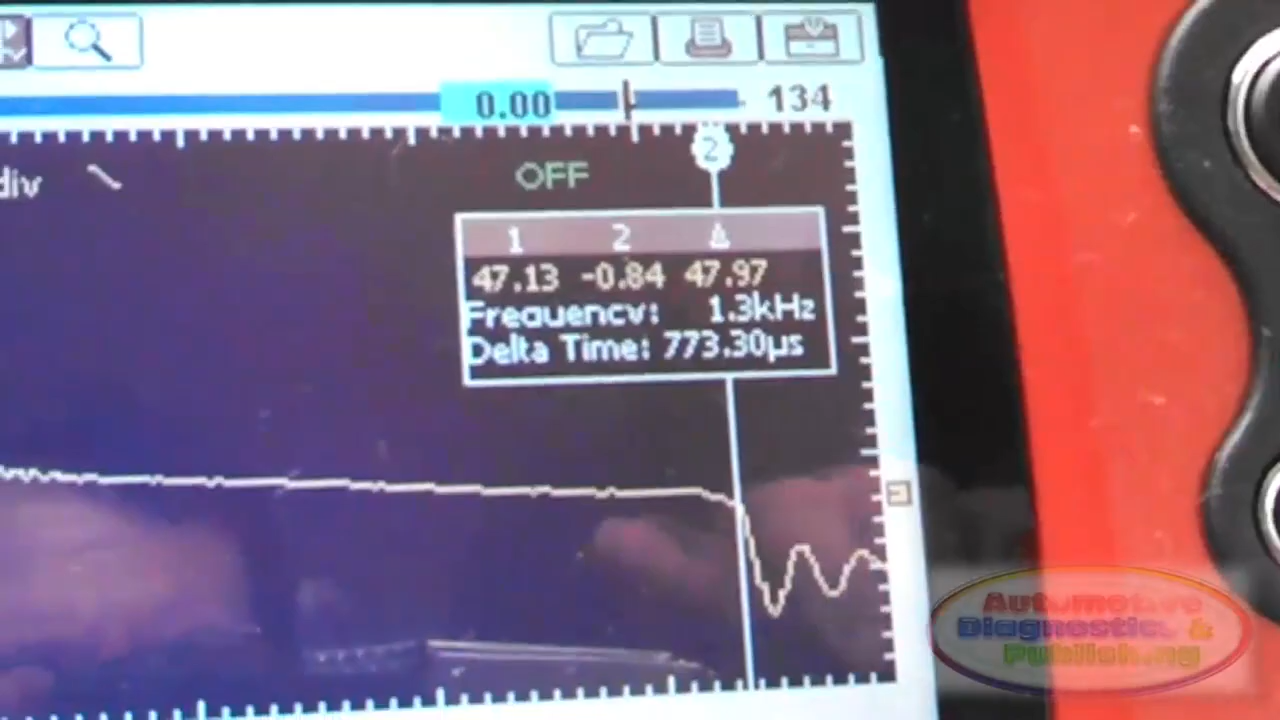 0.00 134
div OFF
2
1 2 Δ
47.13 -0.84 47.97
Frequency: 1.3kHz
Delta Time: 773.30µs
Automotive
Diagnostics &
Publishing